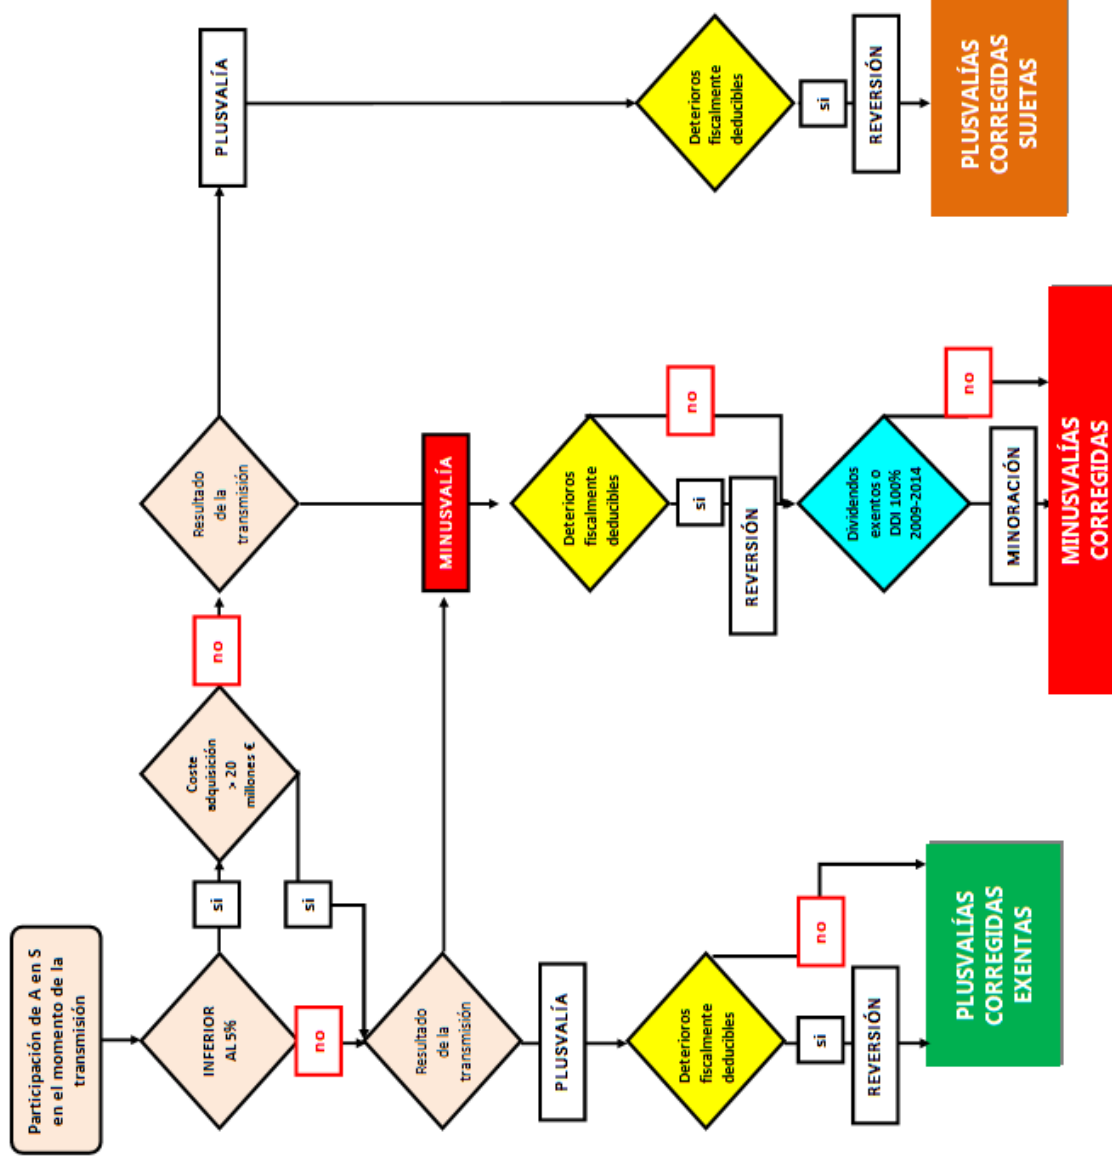 Participación de A en S
en el momento de la
transmisión
INFERIOR
AL 5%
si
Coste
adquisición
> 20
millones €
no
Resultado
de la
transmisión
PLUSVALÍA
no
si
Resultado
de la
transmisión
MINUSVALÍA
PLUSVALÍA
Deterioros
fiscalmente
deducibles
no
si
REVERSIÓN
Deterioros
fiscalmente
deducibles
no
si
REVERSIÓN
Deterioros
fiscalmente
deducibles
si
REVERSIÓN
Dividendos
exentos o
DDI 100%
2009-2014
no
MINORACIÓN
PLUSVALÍAS
CORREGIDAS
EXENTAS
MINUSVALÍAS
CORREGIDAS
PLUSVALÍAS
CORREGIDAS
SUJETAS